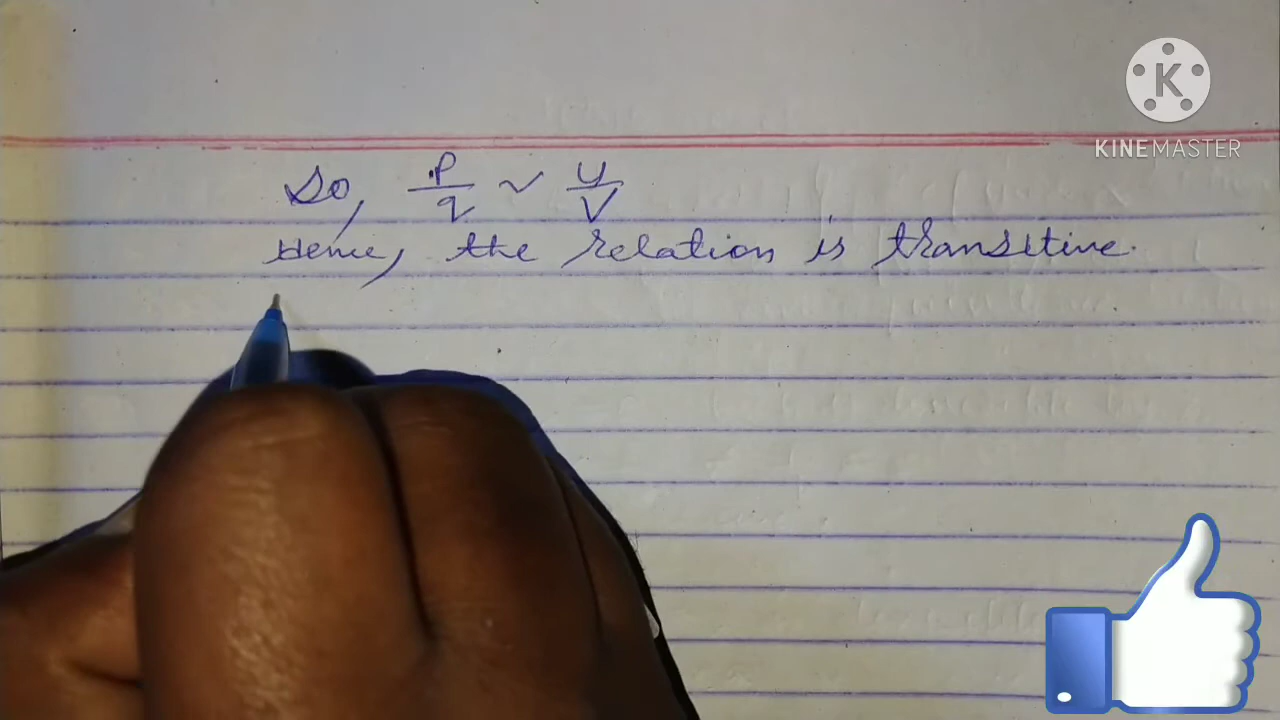 So, p/q ~ u/v
Hence, the relation is transitive.
K
KINEMASTER